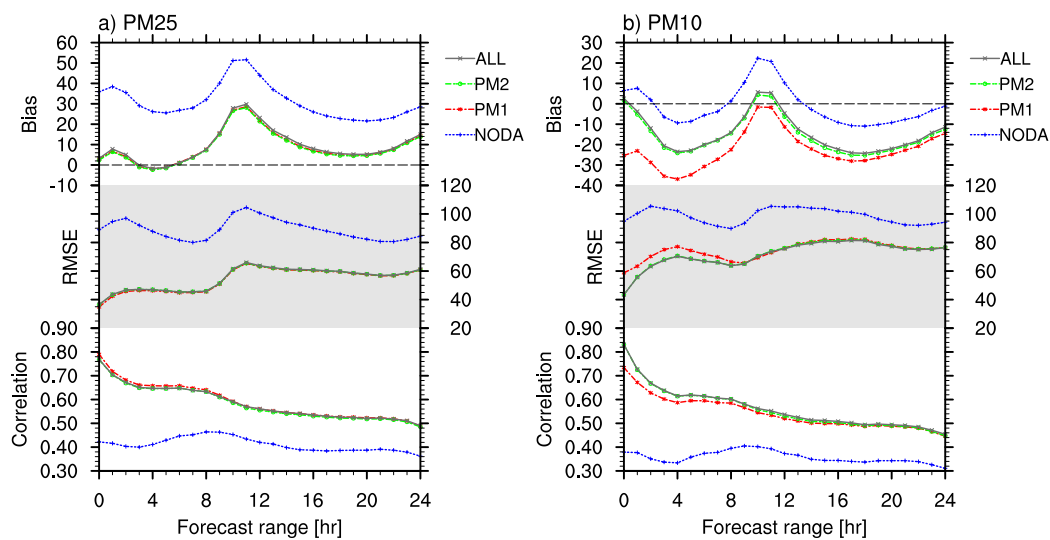 a) PM25
60
50
40
30
20
10
0
-10
Bias
ALL
PM2
PM1
NODA
120
100
80
60
40
20
RMSE
0.90
0.80
0.70
0.60
0.50
0.40
0.30
Correlation
0 4 8 12 16 20 24
Forecast range [hr]
b) PM10
30
20
10
0
-10
-20
-30
-40
Bias
ALL
PM2
PM1
NODA
120
100
80
60
40
20
RMSE
0.90
0.80
0.70
0.60
0.50
0.40
0.30
Correlation
0 4 8 12 16 20 24
Forecast range [hr]